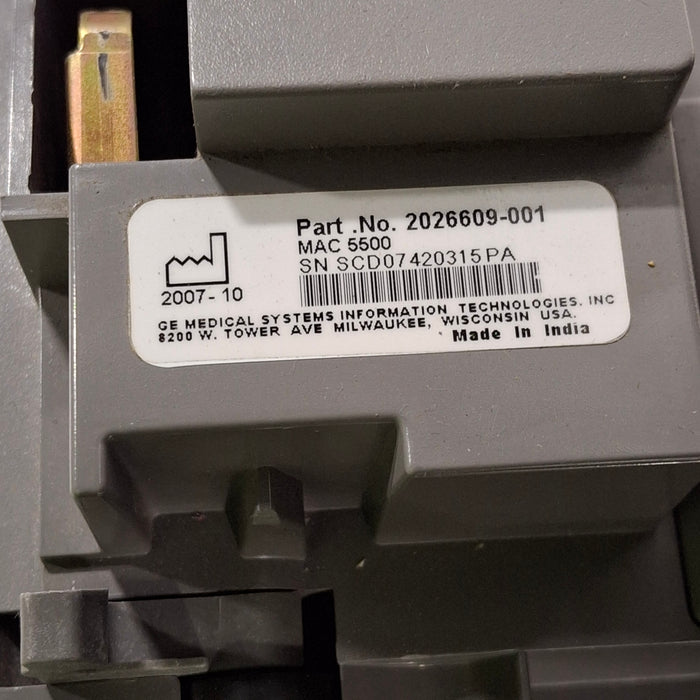 Part .No. 2026609-001
MAC 5500
SN SCD07420315PA
2007-10
GE MEDICAL SYSTEMS INFORMATION TECHNOLOGIES. INC
8200 W. TOWER AVE MILWAUKEE, WISCONSIN USA.
Made In India